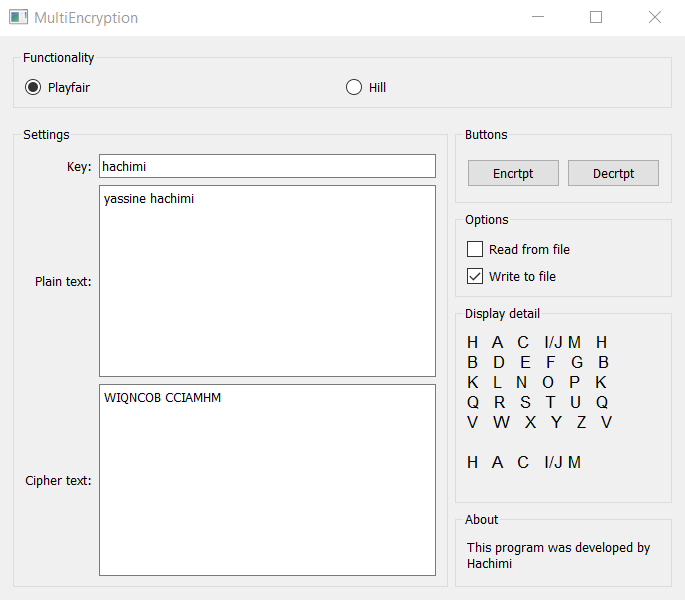 MultiEncryption
Functionality
Playfair
Hill
Settings
Key:
hachimi
Plain text:
yassine hachimi
Cipher text:
WIQNCOB CCIAMHM
Buttons
Encrtpt
Decrtpt
Options
Read from file
Write to file
Display detail
H A C I/J M H
B D E F G B
K L N O P K
Q R S T U Q
V W X Y Z V
H A C I/J M
About
This program was developed by
Hachimi